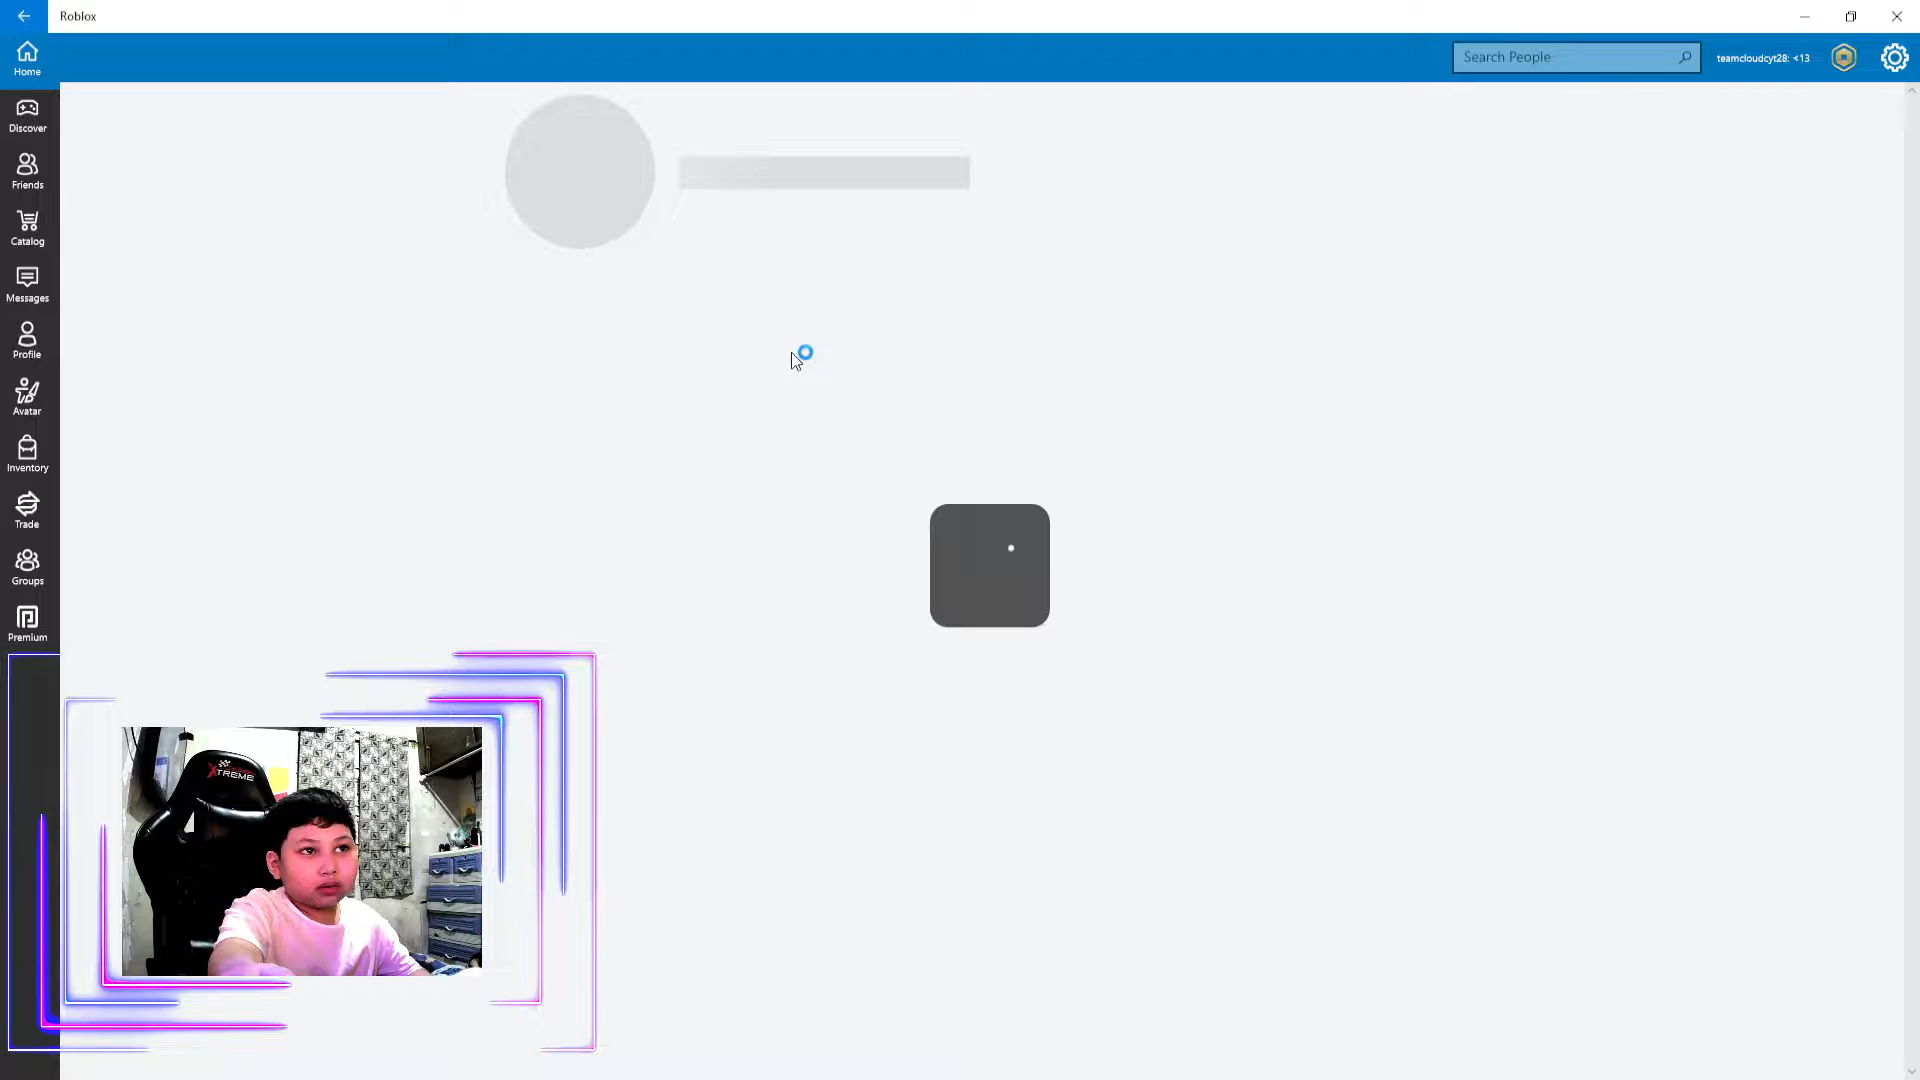 Roblox
Home
Search People
teamcloudcyt28: <13
Discover
Friends
Catalog
Messages
Profile
Avatar
Inventory
Trade
Groups
Premium
XTREME